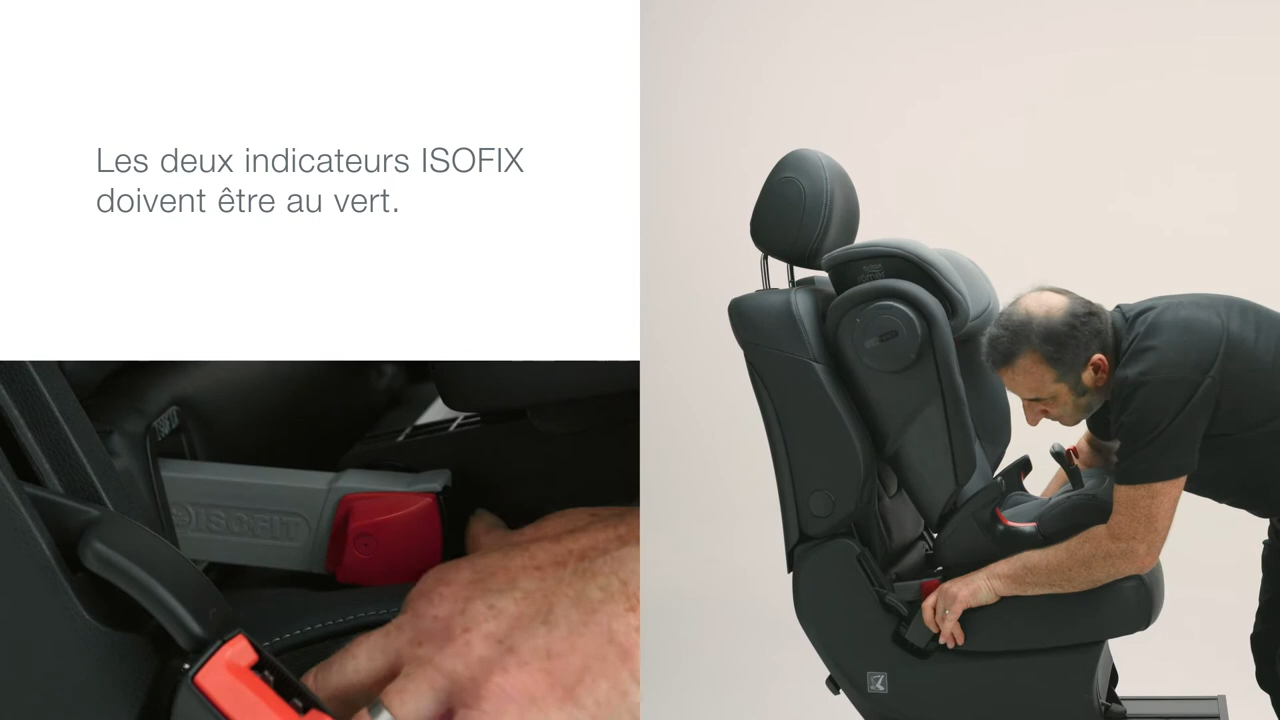 Les deux indicateurs ISOFIX
doivent être au vert.
ISOFIT